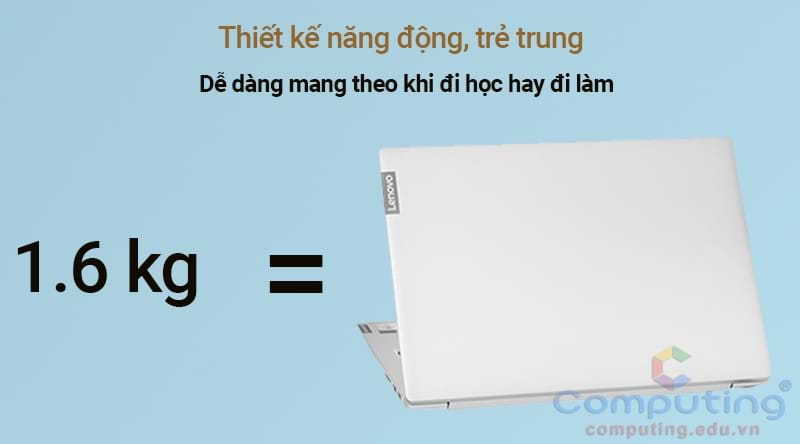 Thiết kế năng động, trẻ trung
Dễ dàng mang theo khi đi học hay đi làm
1.6 kg =
Lenovo
Computing®
computing.edu.vn